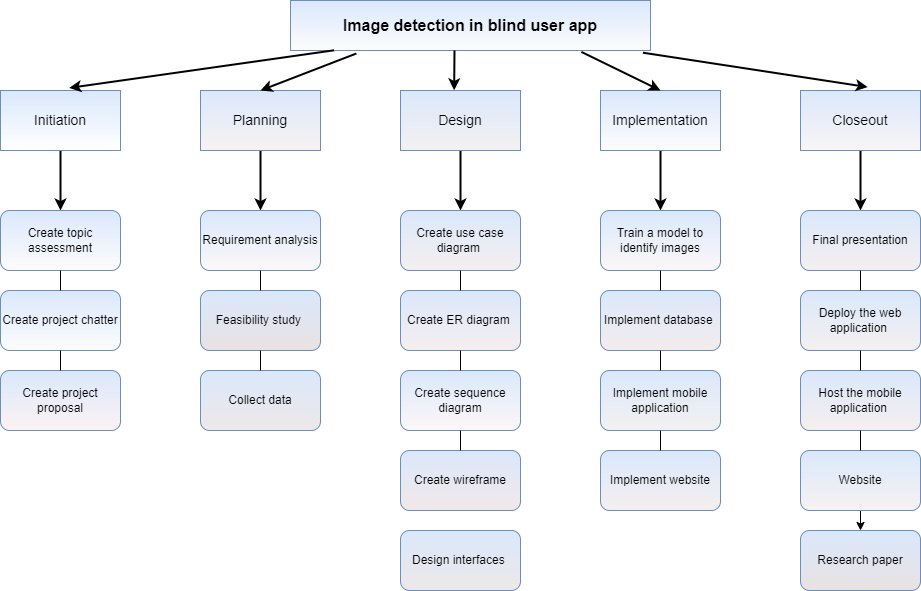 Image detection in blind user app
Initiation
Planning
Design
Implementation
Closeout
Create topic
assessment
Requirement analysis
Create use case
diagram
Train a model to
identify images
Final presentation
Create project chatter
Feasibility study
Create ER diagram
Implement database
Deploy the web
application
Create project
proposal
Collect data
Create sequence
diagram
Implement mobile
application
Host the mobile
application
Create wireframe
Implement website
Website
Design interfaces
Research paper